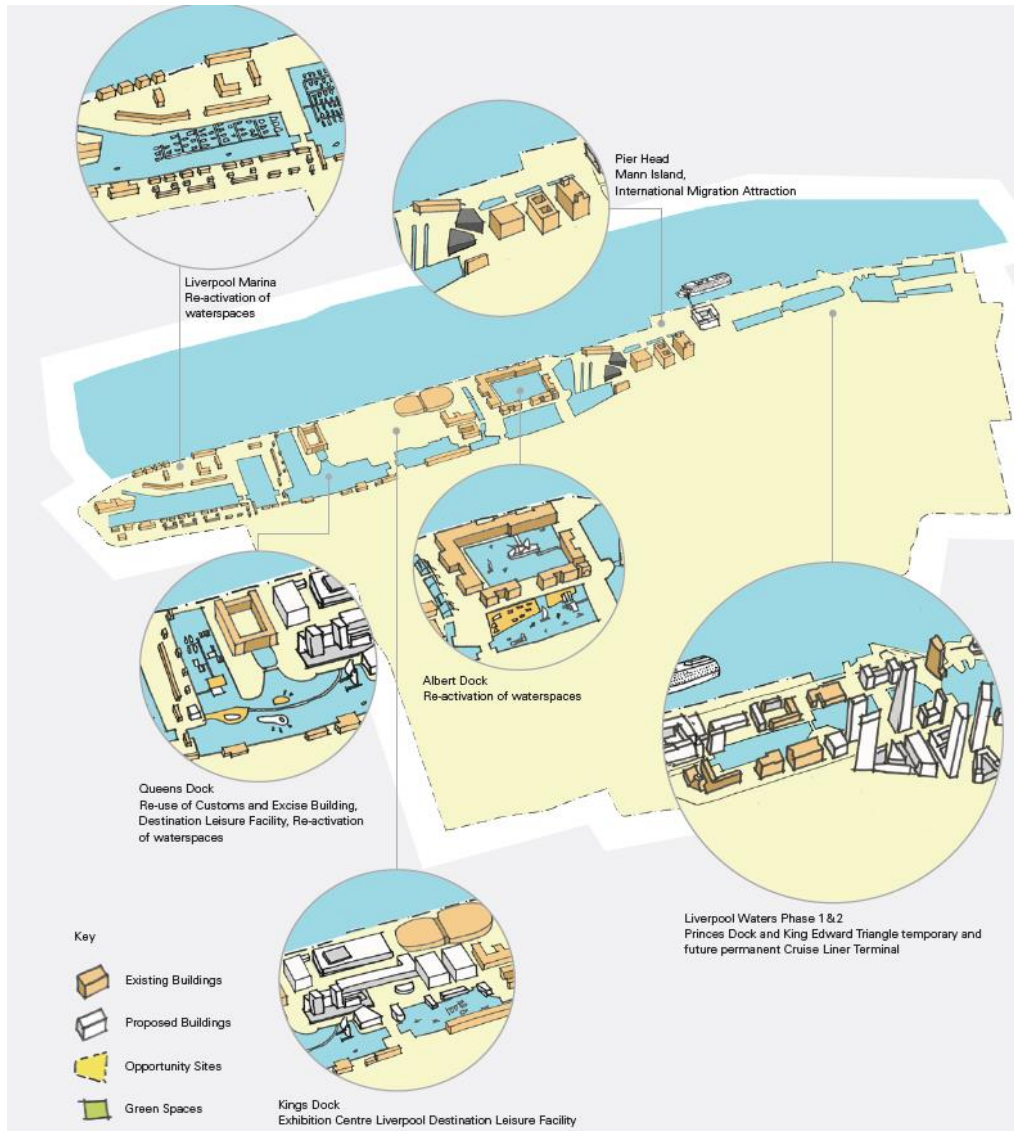 Pier Head
Mann Island,
International Migration Attraction
Liverpool Marina
Re-activation of
waterspaces
Albert Dock
Re-activation of waterspaces
Queens Dock
Re-use of Customs and Excise Building,
Destination Leisure Facility, Re-activation
of waterspaces
Liverpool Waters Phase 1&2
Princes Dock and King Edward Triangle temporary and
future permanent Cruise Liner Terminal
Key
Existing Buildings
Proposed Buildings
Opportunity Sites
Green Spaces
Kings Dock
Exhibition Centre Liverpool Destination Leisure Facility